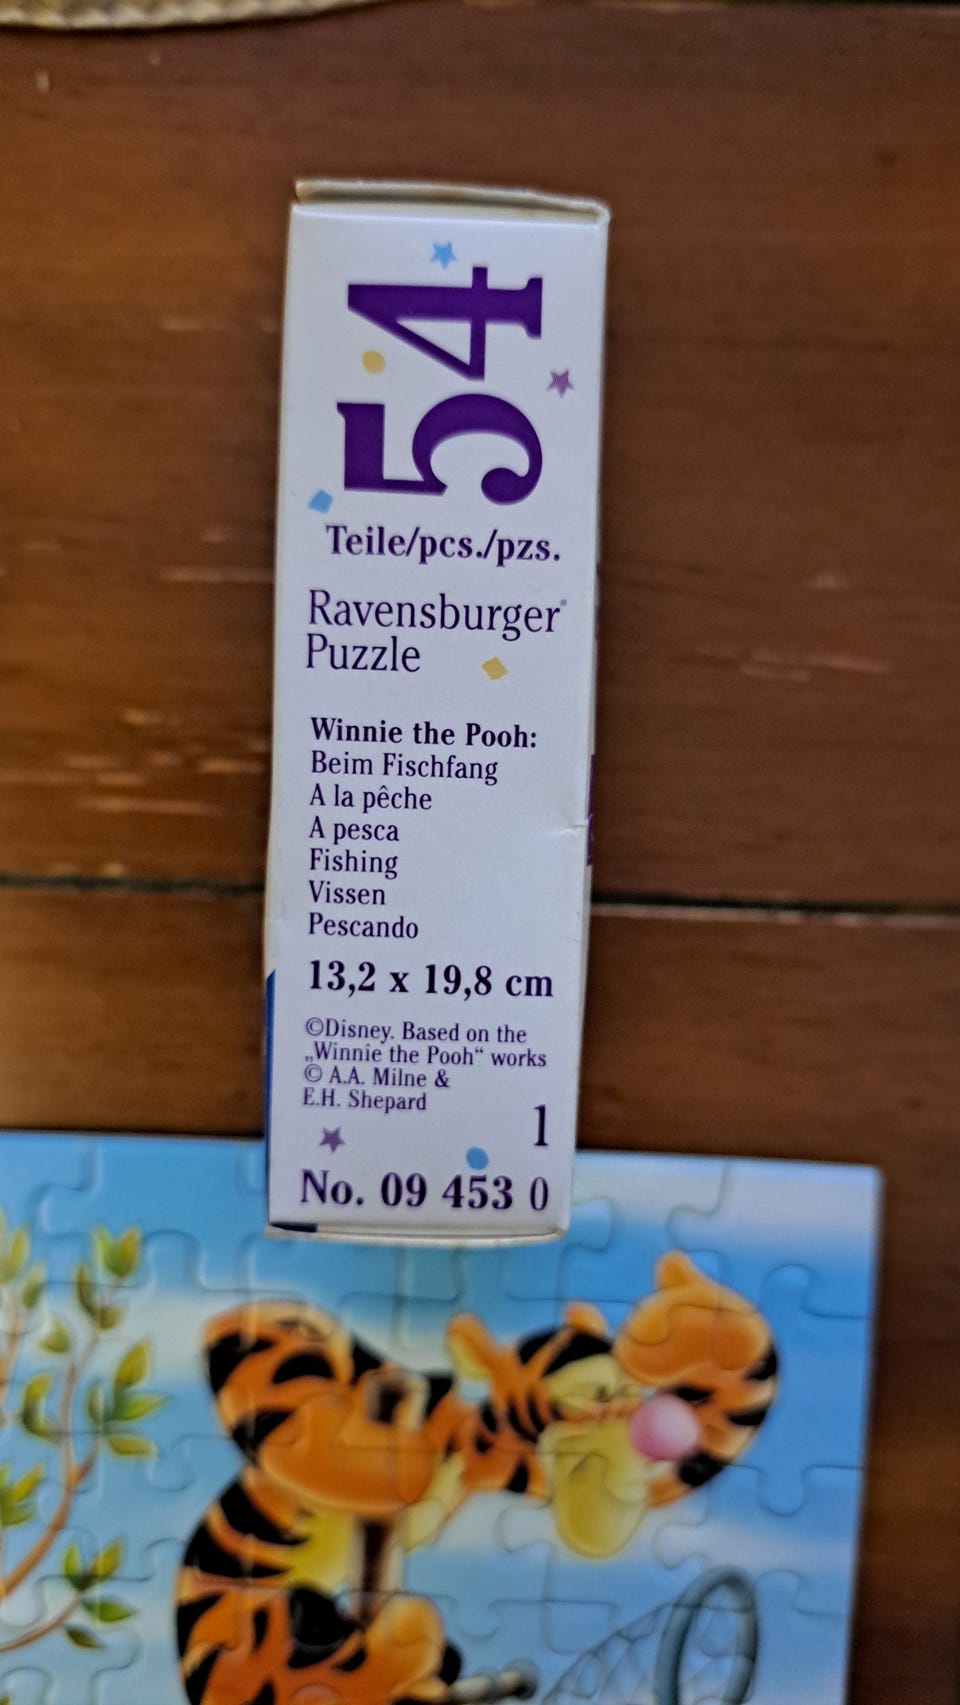 54
Teile/pcs./pzs.
Ravensburger®
Puzzle
Winnie the Pooh:
Beim Fischfang
A la pêche
A pesca
Fishing
Vissen
Pescando
13,2 x 19,8 cm
©Disney. Based on the
„Winnie the Pooh“ works
© A.A. Milne &
E.H. Shepard
1
No. 09 453 0